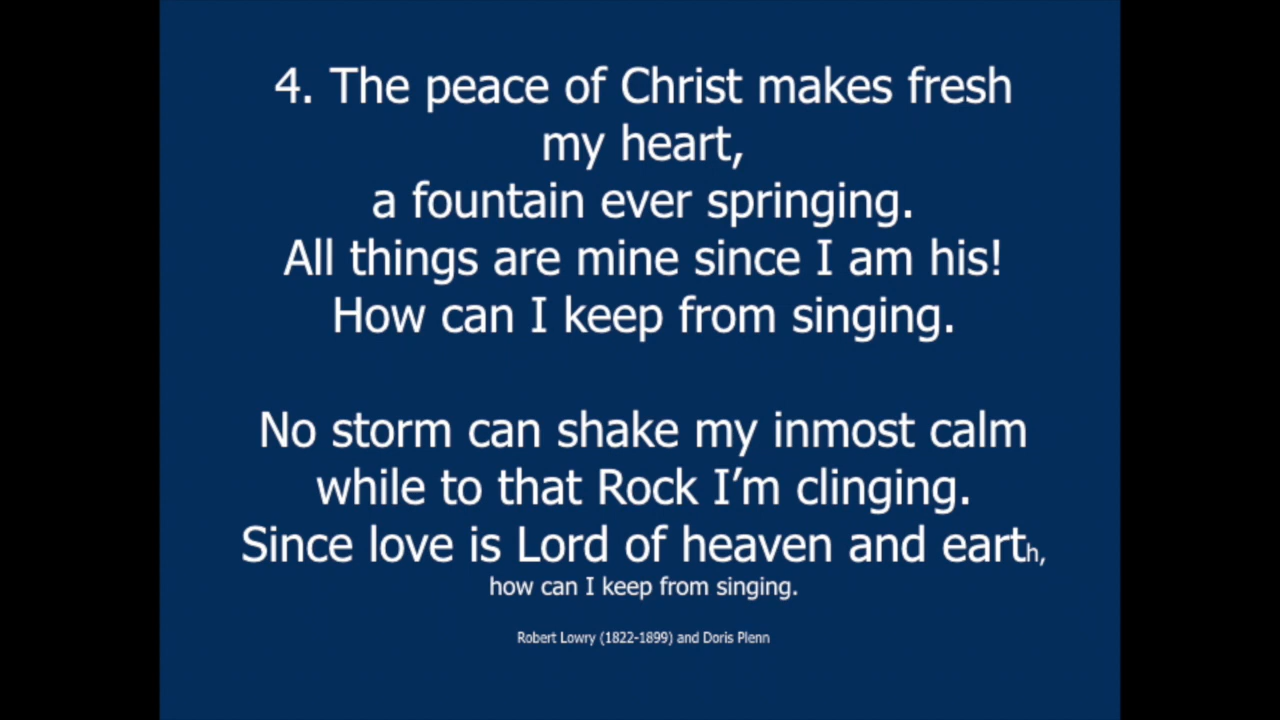 4. The peace of Christ makes fresh
my heart,
a fountain ever springing.
All things are mine since I am his!
How can I keep from singing.
No storm can shake my inmost calm
while to that Rock I’m clinging.
Since love is Lord of heaven and earth,
how can I keep from singing.
Robert Lowry (1822-1899) and Doris Plenn